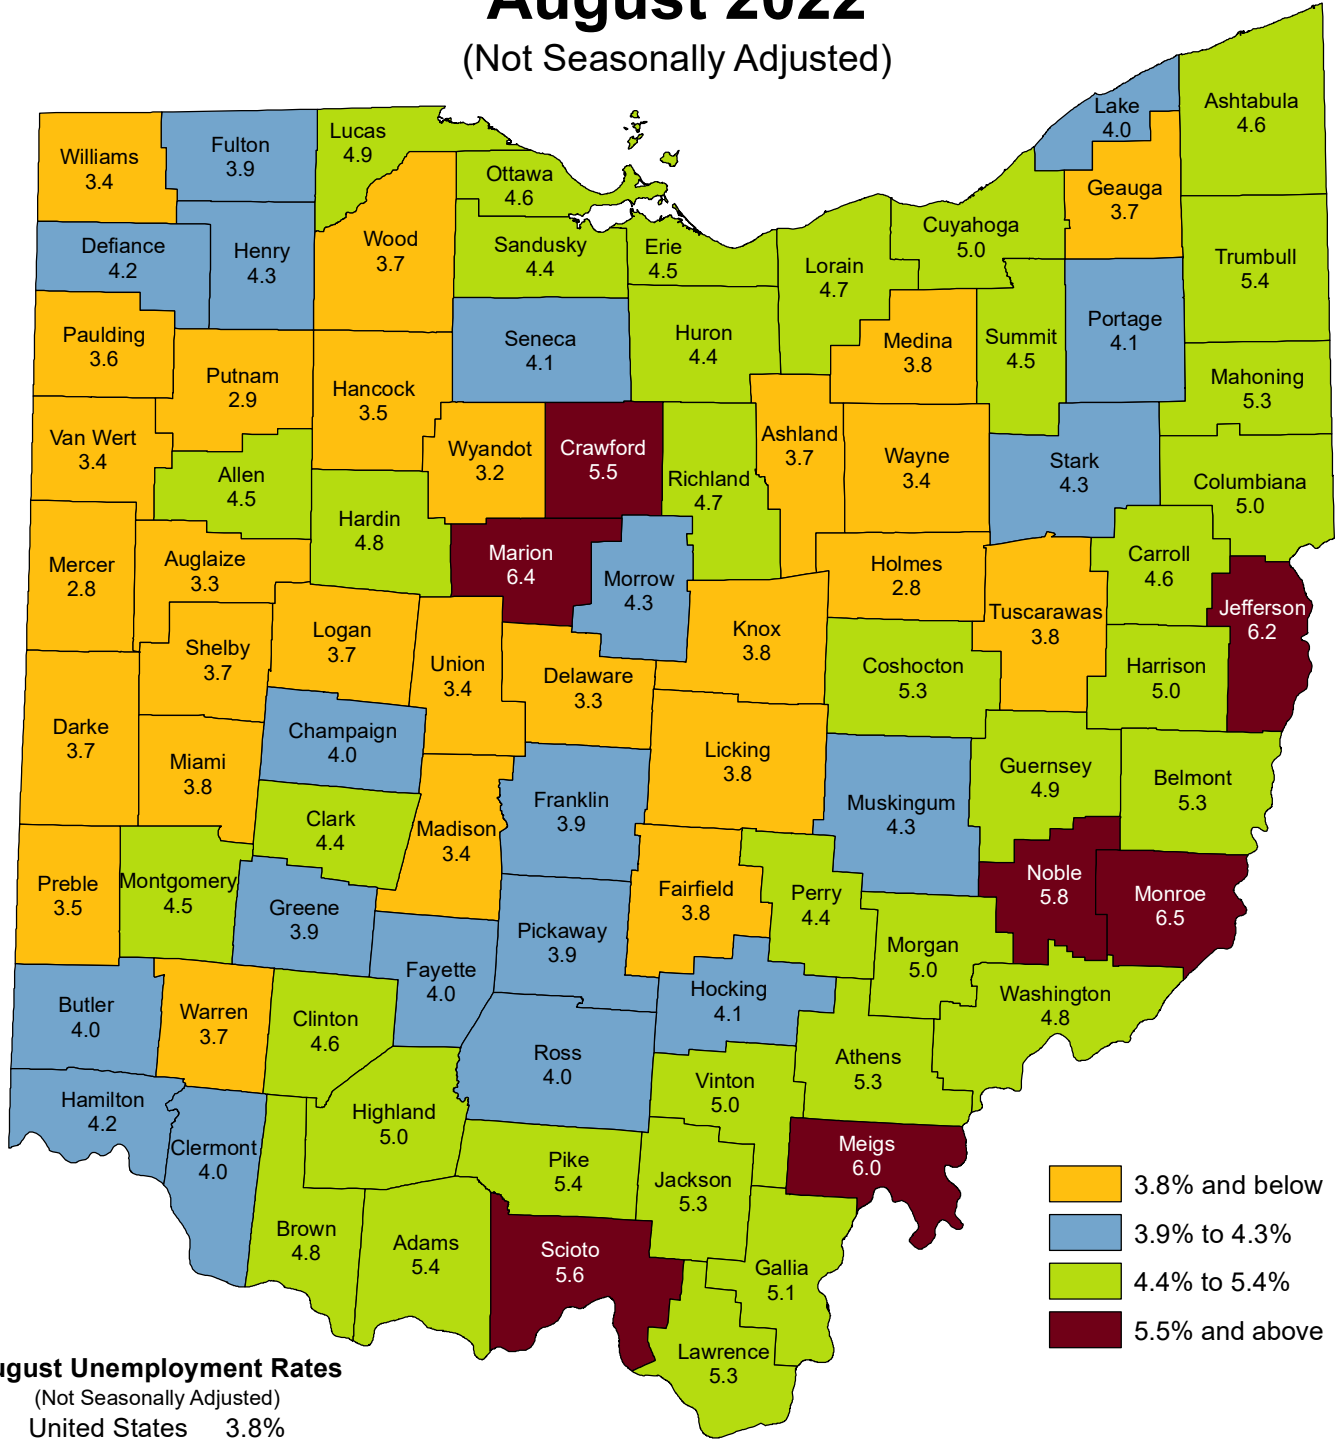 August 2022
(Not Seasonally Adjusted)
Williams
3.4
Fulton
3.9
Lucas
4.9
Ottawa
4.6
Lake
4.0
Ashtabula
4.6
Geauga
3.7
Defiance
4.2
Henry
4.3
Wood
3.7
Sandusky
4.4
Erie
4.5
Lorain
4.7
Cuyahoga
5.0
Trumbull
5.4
Paulding
3.6
Putnam
2.9
Hancock
3.5
Seneca
4.1
Huron
4.4
Medina
3.8
Summit
4.5
Portage
4.1
Mahoning
5.3
Van Wert
3.4
Allen
4.5
Wyandot
3.2
Crawford
5.5
Richland
4.7
Ashland
3.7
Wayne
3.4
Stark
4.3
Columbiana
5.0
Mercer
2.8
Auglaize
3.3
Hardin
4.8
Marion
6.4
Morrow
4.3
Holmes
2.8
Tuscarawas
3.8
Carroll
4.6
Jefferson
6.2
Shelby
3.7
Logan
3.7
Union
3.4
Delaware
3.3
Knox
3.8
Coshocton
5.3
Harrison
5.0
Darke
3.7
Miami
3.8
Champaign
4.0
Licking
3.8
Muskingum
4.3
Guernsey
4.9
Belmont
5.3
Clark
4.4
Madison
3.4
Franklin
3.9
Preble
3.5
Montgomery
4.5
Greene
3.9
Fairfield
3.8
Perry
4.4
Noble
5.8
Monroe
6.5
Pickaway
3.9
Morgan
5.0
Fayette
4.0
Hocking
4.1
Washington
4.8
Butler
4.0
Warren
3.7
Clinton
4.6
Ross
4.0
Athens
5.3
Vinton
5.0
Hamilton
4.2
Clermont
4.0
Highland
5.0
Pike
5.4
Jackson
5.3
Meigs
6.0
Brown
4.8
Adams
5.4
Scioto
5.6
Gallia
5.1
Lawrence
5.3
3.8% and below
3.9% to 4.3%
4.4% to 5.4%
5.5% and above
ugust Unemployment Rates
(Not Seasonally Adjusted)
United States 3.8%